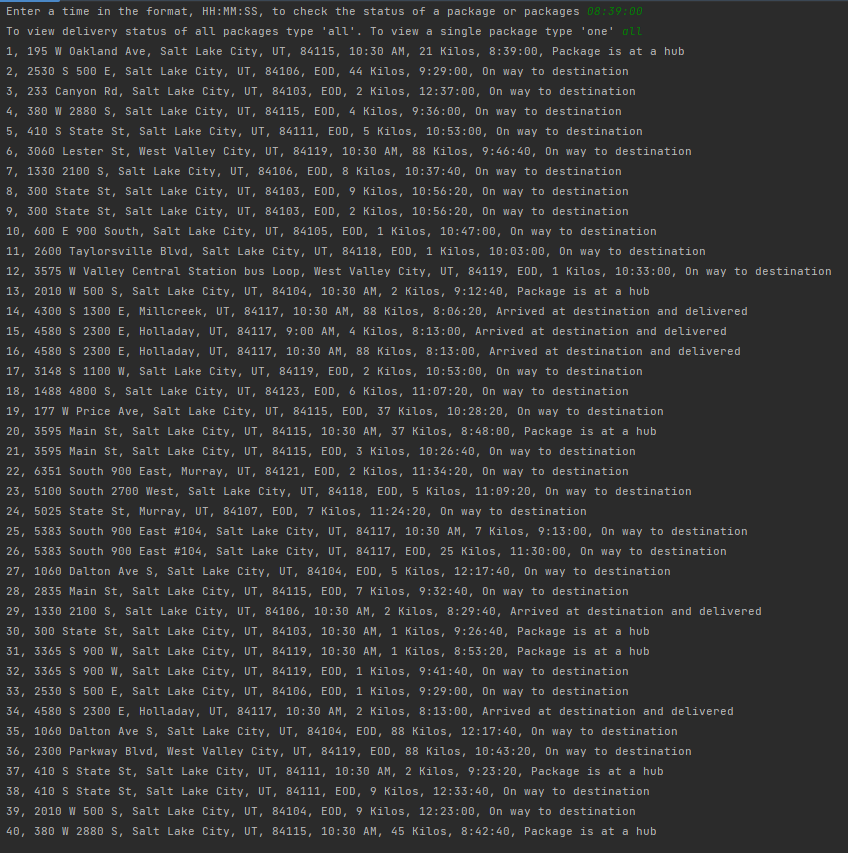 Enter a time in the format, HH:MM:SS, to check the status of a package or packages 08:39:00
To view delivery status of all packages type 'all'. To view a single package type 'one' all
1, 195 W Oakland Ave, Salt Lake City, UT, 84115, 10:30 AM, 21 Kilos, 8:39:00, Package is at a hub
2, 2530 S 500 E, Salt Lake City, UT, 84106, EOD, 44 Kilos, 9:29:00, On way to destination
3, 233 Canyon Rd, Salt Lake City, UT, 84103, EOD, 2 Kilos, 12:37:00, On way to destination
4, 380 W 2880 S, Salt Lake City, UT, 84115, EOD, 4 Kilos, 9:36:00, On way to destination
5, 410 S State St, Salt Lake City, UT, 84111, EOD, 5 Kilos, 10:53:00, On way to destination
6, 3060 Lester St, West Valley City, UT, 84119, 10:30 AM, 88 Kilos, 9:46:40, On way to destination
7, 1330 2100 S, Salt Lake City, UT, 84106, EOD, 8 Kilos, 10:37:40, On way to destination
8, 300 State St, Salt Lake City, UT, 84103, EOD, 9 Kilos, 10:56:20, On way to destination
9, 300 State St, Salt Lake City, UT, 84103, EOD, 2 Kilos, 10:56:20, On way to destination
10, 600 E 900 South, Salt Lake City, UT, 84105, EOD, 1 Kilos, 10:47:00, On way to destination
11, 2600 Taylorsville Blvd, Salt Lake City, UT, 84118, EOD, 1 Kilos, 10:03:00, On way to destination
12, 3575 W Valley Central Station bus Loop, West Valley City, UT, 84119, EOD, 1 Kilos, 10:33:00, On way to destination
13, 2010 W 500 S, Salt Lake City, UT, 84104, 10:30 AM, 2 Kilos, 9:12:40, Package is at a hub
14, 4300 S 1300 E, Millcreek, UT, 84117, 10:30 AM, 88 Kilos, 8:06:20, Arrived at destination and delivered
15, 4580 S 2300 E, Holladay, UT, 84117, 9:00 AM, 4 Kilos, 8:13:00, Arrived at destination and delivered
16, 4580 S 2300 E, Holladay, UT, 84117, 10:30 AM, 88 Kilos, 8:13:00, Arrived at destination and delivered
17, 3148 S 1100 W, Salt Lake City, UT, 84119, EOD, 2 Kilos, 10:53:00, On way to destination
18, 1488 4800 S, Salt Lake City, UT, 84123, EOD, 6 Kilos, 11:07:20, On way to destination
19, 177 W Price Ave, Salt Lake City, UT, 84115, EOD, 37 Kilos, 10:28:20, On way to destination
20, 3595 Main St, Salt Lake City, UT, 84115, 10:30 AM, 37 Kilos, 8:48:00, Package is at a hub
21, 3595 Main St, Salt Lake City, UT, 84115, EOD, 3 Kilos, 10:26:40, On way to destination
22, 6351 South 900 East, Murray, UT, 84121, EOD, 2 Kilos, 11:34:20, On way to destination
23, 5100 South 2700 West, Salt Lake City, UT, 84118, EOD, 5 Kilos, 11:09:20, On way to destination
24, 5025 State St, Murray, UT, 84107, EOD, 7 Kilos, 11:24:20, On way to destination
25, 5383 South 900 East #104, Salt Lake City, UT, 84117, 10:30 AM, 7 Kilos, 9:13:00, On way to destination
26, 5383 South 900 East #104, Salt Lake City, UT, 84117, EOD, 25 Kilos, 11:30:00, On way to destination
27, 1060 Dalton Ave S, Salt Lake City, UT, 84104, EOD, 5 Kilos, 12:17:40, On way to destination
28, 2835 Main St, Salt Lake City, UT, 84115, EOD, 7 Kilos, 9:32:40, On way to destination
29, 1330 2100 S, Salt Lake City, UT, 84106, 10:30 AM, 2 Kilos, 8:29:40, Arrived at destination and delivered
30, 300 State St, Salt Lake City, UT, 84103, 10:30 AM, 1 Kilos, 9:26:40, Package is at a hub
31, 3365 S 900 W, Salt Lake City, UT, 84119, 10:30 AM, 1 Kilos, 8:53:20, Package is at a hub
32, 3365 S 900 W, Salt Lake City, UT, 84119, EOD, 1 Kilos, 9:41:40, On way to destination
33, 2530 S 500 E, Salt Lake City, UT, 84106, EOD, 1 Kilos, 9:29:00, On way to destination
34, 4580 S 2300 E, Holladay, UT, 84117, 10:30 AM, 2 Kilos, 8:13:00, Arrived at destination and delivered
35, 1060 Dalton Ave S, Salt Lake City, UT, 84104, EOD, 88 Kilos, 12:17:40, On way to destination
36, 2300 Parkway Blvd, West Valley City, UT, 84119, EOD, 88 Kilos, 10:43:20, On way to destination
37, 410 S State St, Salt Lake City, UT, 84111, 10:30 AM, 2 Kilos, 9:23:20, Package is at a hub
38, 410 S State St, Salt Lake City, UT, 84111, EOD, 9 Kilos, 12:33:40, On way to destination
39, 2010 W 500 S, Salt Lake City, UT, 84104, EOD, 9 Kilos, 12:23:00, On way to destination
40, 380 W 2880 S, Salt Lake City, UT, 84115, 10:30 AM, 45 Kilos, 8:42:40, Package is at a hub